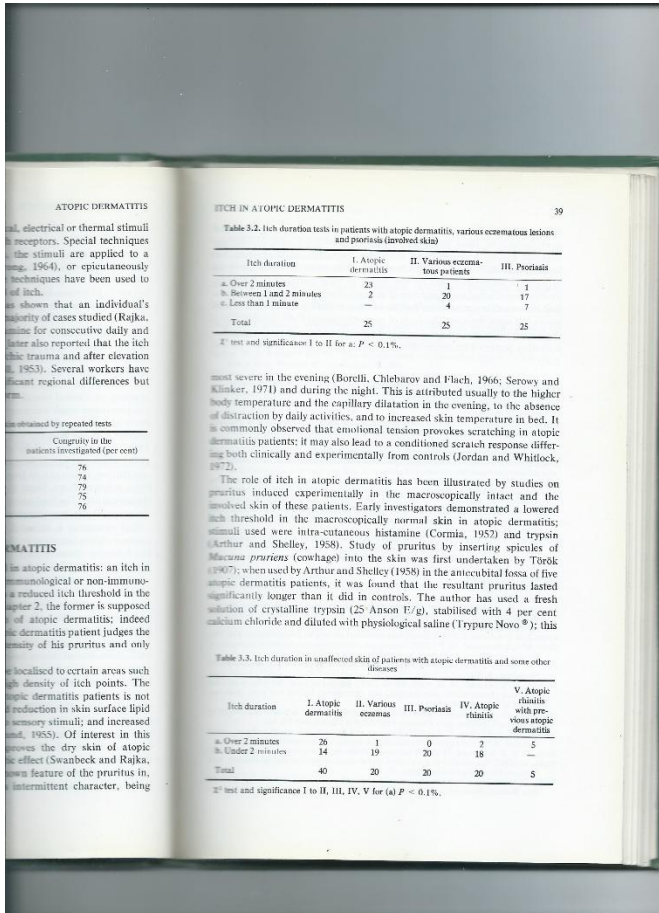 ATOPIC DERMATITIS
electrical or thermal stimuli
receptors. Special techniques
the stimuli are applied to a
1964), or epicutaneously
techniques have been used to
of itch.
shown that an individual's
of cases studied (Rajka,
for consecutive daily and
later also reported that the itch
trauma and after elevation
1953). Several workers have
regional differences but
obtained by repeated tests
Congruity in the
patients investigated (per cent)
76
74
79
75
76
in atopic dermatitis: an itch in
or non-immuno-
a reduced itch threshold in the
2, the former is supposed
of atopic dermatitis; indeed
dermatitis patient judges the
of his pruritus and only
localised to certain areas such
density of itch points. The
dermatitis patients is not
reduction in skin surface lipid
sensory stimuli; and increased
1955). Of interest in this
the dry skin of atopic
effect (Swanbeck and Rajka,
feature of the pruritus in,
intermittent character, being
ITCH IN ATOPIC DERMATITIS 39
Table 3.2. Itch duration tests in patients with atopic dermatitis, various eczematous lesions
and psoriasis (involved skin)
Itch duration I. Atopic dermatitis II. Various eczema-tous patients III. Psoriasis
a. Over 2 minutes 23 1 1
b. Between 1 and 2 minutes 2 20 17
c. Less than 1 minute — 4 7
Total 25 25 25
test and significance I to II for a: P < 0.1%.
most severe in the evening (Borelli, Chlebarov and Flach, 1966; Serowy and
Klinker, 1971) and during the night. This is attributed usually to the higher
body temperature and the capillary dilatation in the evening, to the absence
of distraction by daily activities, and to increased skin temperature in bed. It
is commonly observed that emotional tension provokes scratching in atopic
dermatitis patients; it may also lead to a conditioned scratch response differ-
ing both clinically and experimentally from controls (Jordan and Whitlock,
1972).
The role of itch in atopic dermatitis has been illustrated by studies on
pruritus induced experimentally in the macroscopically intact and the
involved skin of these patients. Early investigators demonstrated a lowered
itch threshold in the macroscopically normal skin in atopic dermatitis;
stimuli used were intra-cutaneous histamine (Cormia, 1952) and trypsin
(Arthur and Shelley, 1958). Study of pruritus by inserting spicules of
Mucuna pruriens (cowhage) into the skin was first undertaken by Török
(1907); when used by Arthur and Shelley (1958) in the antecubital fossa of five
atopic dermatitis patients, it was found that the resultant pruritus lasted
significantly longer than it did in controls. The author has used a fresh
solution of crystalline trypsin (25 Anson E/g), stabilised with 4 per cent
calcium chloride and diluted with physiological saline (Trypure Novo ®); this
Table 3.3. Itch duration in unaffected skin of patients with atopic dermatitis and some other
diseases
Itch duration I. Atopic dermatitis II. Various eczemas III. Psoriasis IV. Atopic rhinitis V. Atopic rhinitis with pre-vious atopic dermatitis
a. Over 2 minutes 26 1 0 2 5
b. Under 2 minutes 14 19 20 18 —
Total 40 20 20 20 5
test and significance I to II, III, IV, V for (a) P < 0.1%.